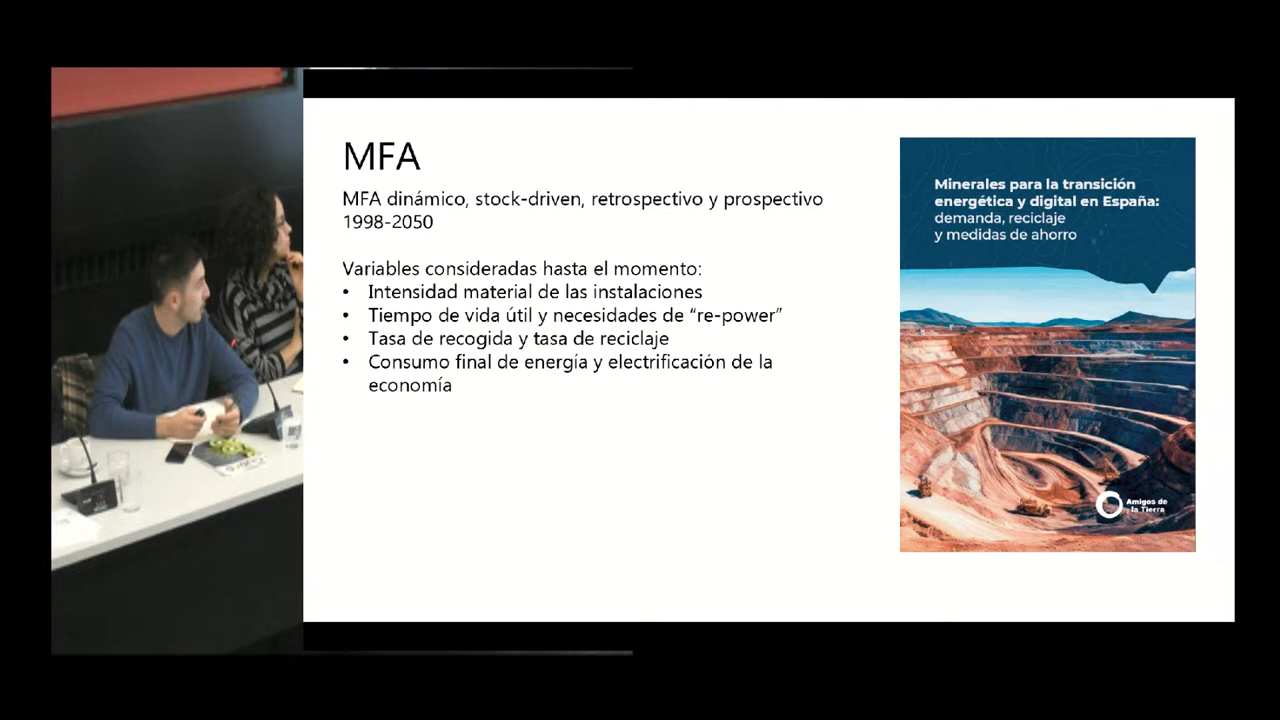 MFA
MFA dinámico, stock-driven, retrospectivo y prospectivo
1998-2050
Variables consideradas hasta el momento:
• Intensidad material de las instalaciones
• Tiempo de vida útil y necesidades de “re-power”
• Tasa de recogida y tasa de reciclaje
• Consumo final de energía y electrificación de la
economía
Minerales para la transición
energética y digital en España:
demanda, reciclaje
y medidas de ahorro
Amigos de
la Tierra